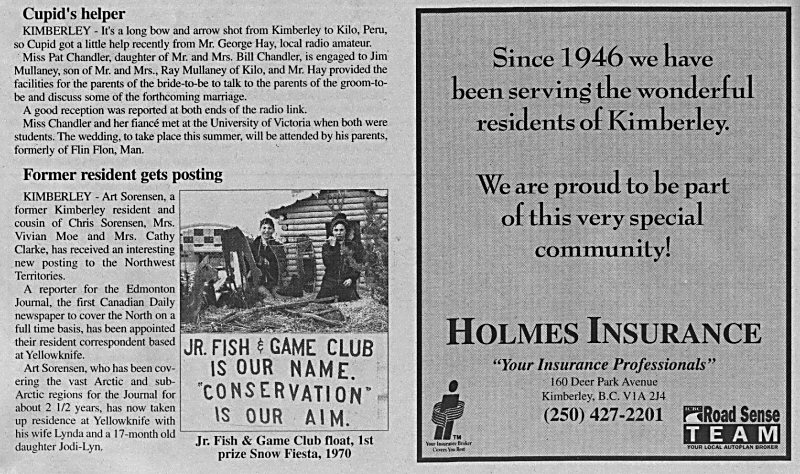 Cupid's helper
KIMBERLEY - It's a long bow and arrow shot from Kimberley to Kilo, Peru,
so Cupid got a little help recently from Mr. George Hay, local radio amateur.
Miss Pat Chandler, daughter of Mr. and Mrs. Bill Chandler, is engaged to Jim
Mullaney, son of Mr. and Mrs., Ray Mullaney of Kilo, and Mr. Hay provided the
facilities for the parents of the bride-to-be to talk to the parents of the groom-to-
be and discuss some of the forthcoming marriage.
A good reception was reported at both ends of the radio link.
Miss Chandler and her fiancé met at the University of Victoria when both were
students. The wedding, to take place this summer, will be attended by his parents,
formerly of Flin Flon, Man.
Former resident gets posting
KIMBERLEY - Art Sorensen, a
former Kimberley resident and
cousin of Chris Sorensen, Mrs.
Vivian Moe and Mrs. Cathy
Clarke, has received an interesting
new posting to the Northwest
Territories.
A reporter for the Edmonton
Journal, the first Canadian Daily
newspaper to cover the North on a
full time basis, has been appointed
their resident correspondent based
at Yellowknife.
Art Sorensen, who has been cov-
ering the vast Arctic and sub-
Arctic regions for the Journal for
about 2 1/2 years, has now taken
up residence at Yellowknife with
his wife Lynda and a 17-month old
daughter Jodi-Lyn.
JR. FISH & GAME CLUB
IS OUR NAME.
"CONSERVATION"
IS OUR AIM.
Jr. Fish & Game Club float, 1st
prize Snow Fiesta, 1970
Since 1946 we have
been serving the wonderful
residents of Kimberley.
We are proud to be part
of this very special
community!
HOLMES INSURANCE
"Your Insurance Professionals"
160 Deer Park Avenue
Kimberley, B.C. V1A 2J4
(250) 427-2201
TM
Your Insurance Broker
Covers You Best
ICBC
Road Sense
TEAM
YOUR LOCAL AUTOPLAN BROKER